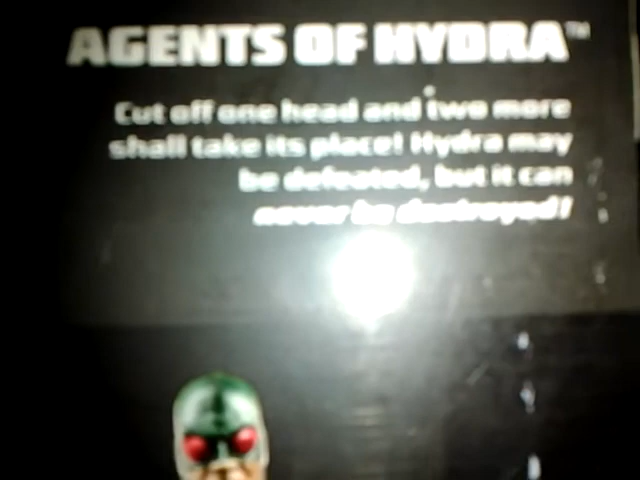 AGENTS OF HYDRA™
Cut off one head and two more
shall take its place! Hydra may
be defeated, but it can
never be destroyed!